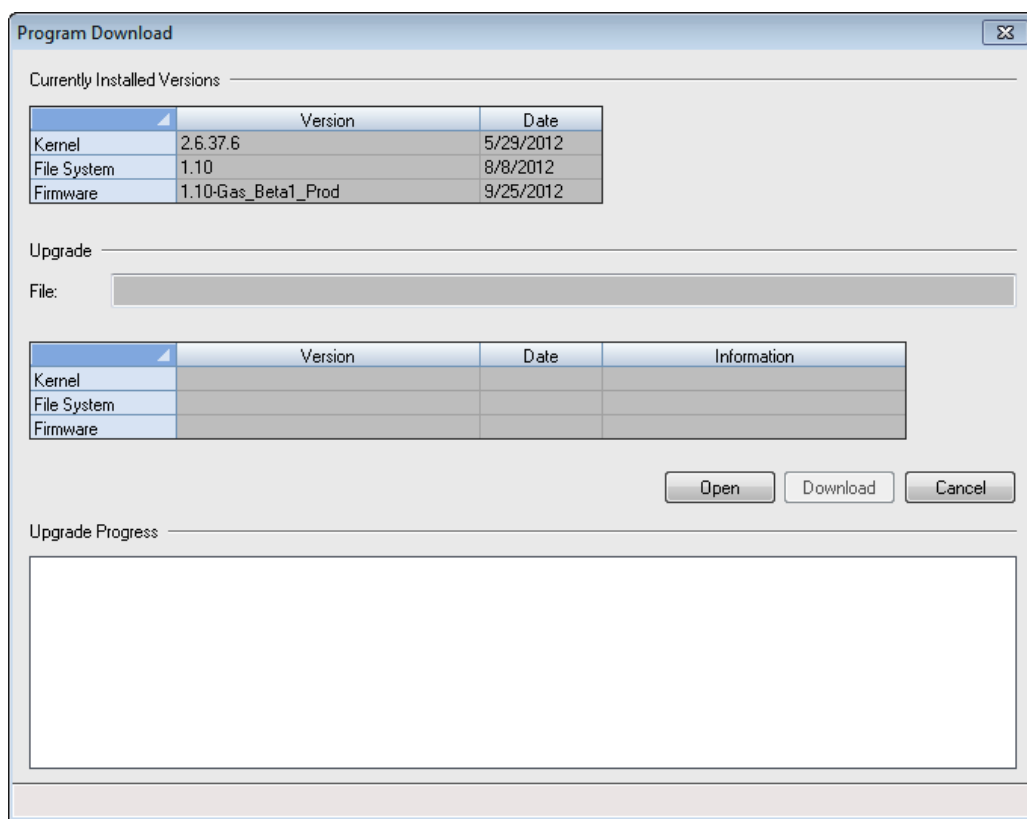 Program Download
Currently Installed Versions
Version Date
Kernel 2.6.37.6 5/29/2012
File System 1.10 8/8/2012
Firmware 1.10-Gas_Beta1_Prod 9/25/2012
Upgrade
File:
Version Date Information
Kernel
File System
Firmware
Open Download Cancel
Upgrade Progress